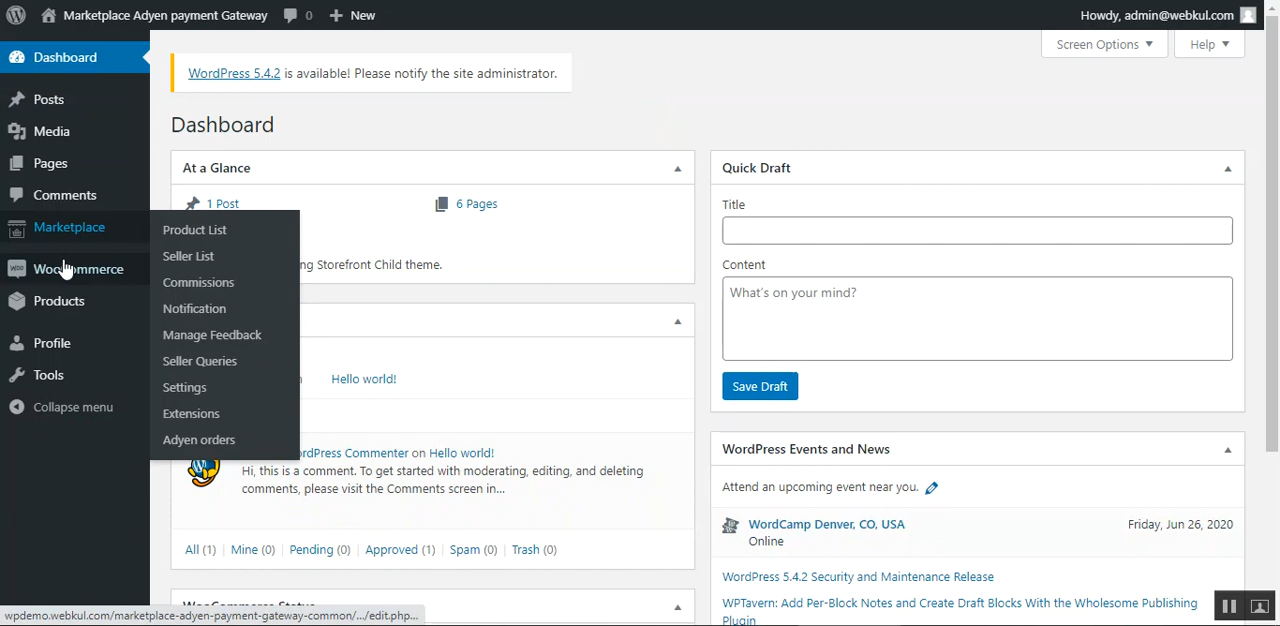 Marketplace Adyen payment Gateway 0 New
Howdy, admin@webkul.com
Screen Options Help
WordPress 5.4.2 is available! Please notify the site administrator.
Dashboard
Posts
Media
Pages
Comments
Marketplace
WooCommerce
Products
Profile
Tools
Collapse menu
Product List
Seller List
Commissions
Notification
Manage Feedback
Seller Queries
Settings
Extensions
Adyen orders
Dashboard
At a Glance
1 Post 6 Pages
ng Storefront Child theme.
Hello world!
ordPress Commenter on Hello world!
Hi, this is a comment. To get started with moderating, editing, and deleting
comments, please visit the Comments screen in...
All (1) | Mine (0) | Pending (0) | Approved (1) | Spam (0) | Trash (0)
WooCommerce Status
Quick Draft
Title
Content
What's on your mind?
Save Draft
WordPress Events and News
Attend an upcoming event near you.
WordCamp Denver, CO, USA Friday, Jun 26, 2020
Online
WordPress 5.4.2 Security and Maintenance Release
WPTavern: Add Per-Block Notes and Create Draft Blocks With the Wholesome Publishing
Plugin
wpdemo.webkul.com/marketplace-adyen-payment-gateway-common/.../edit.php...